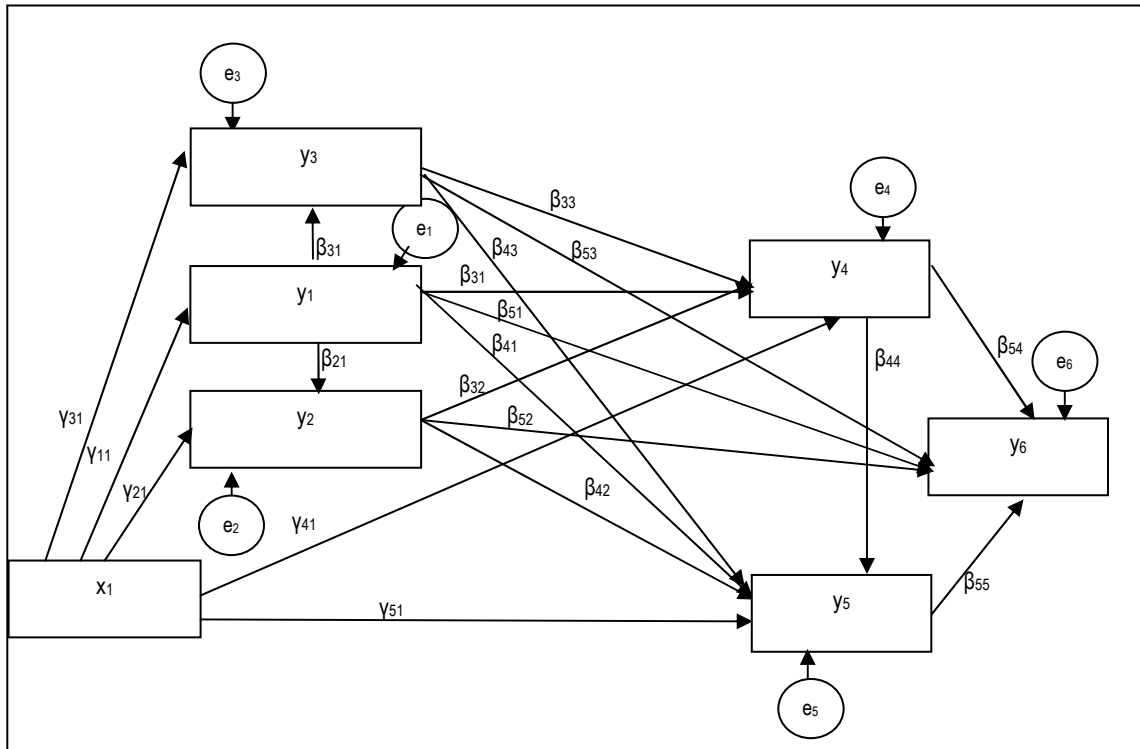 e₃
y₃
β₃₃
e₄
β₃₁
e₁
β₄₃
β₅₃
y₄
y₁
β₃₁
β₅₁
β₄₁
β₂₁
β₃₂
β₄₄
β₅₄
e₆
y₂
γ₃₁
γ₁₁
β₅₂
y₆
γ₂₁
β₄₂
e₂
γ₄₁
x₁
γ₅₁
y₅
β₅₅
e₅